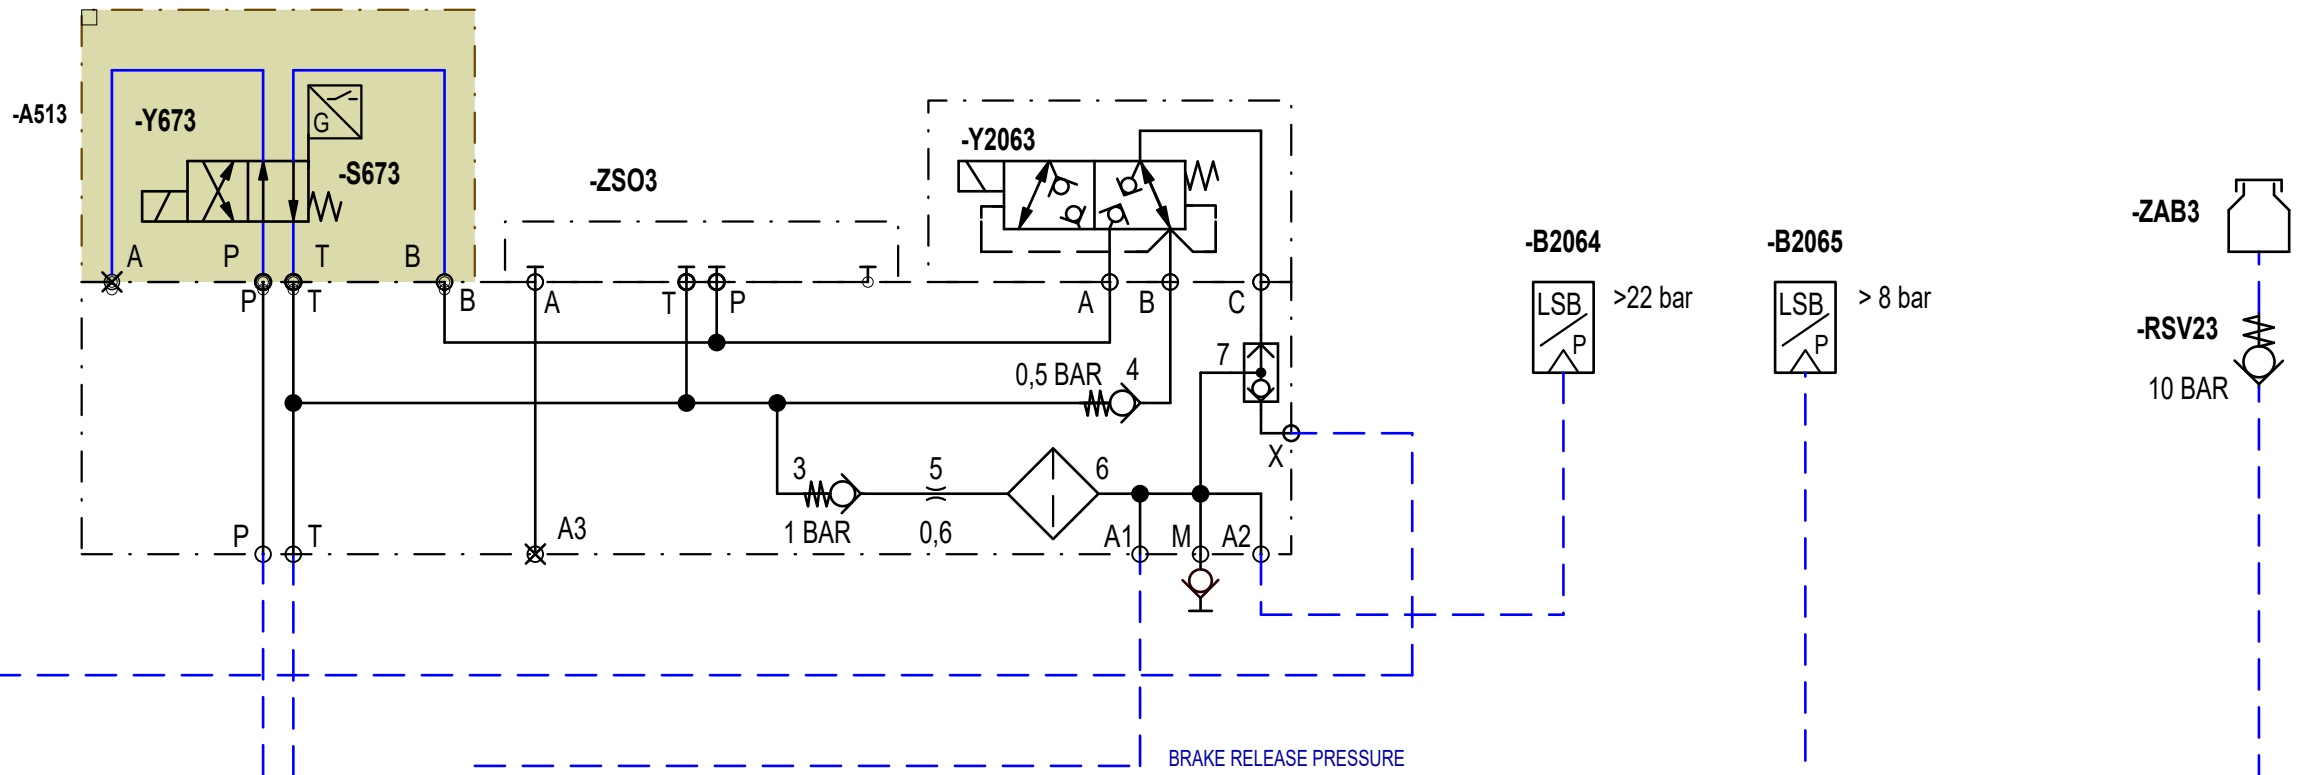 -A513
-Y673
G
-S673
A
P
T
B
P
T
B
-ZSO3
A
T
P
-Y2063
A
B
C
7
0,5 BAR
4
X
3
5
6
1 BAR
0,6
P
T
A3
A1
M
A2
-B2064
LSB
P
>22 bar
-B2065
LSB
P
> 8 bar
-ZAB3
-RSV23
10 BAR
BRAKE RELEASE PRESSURE